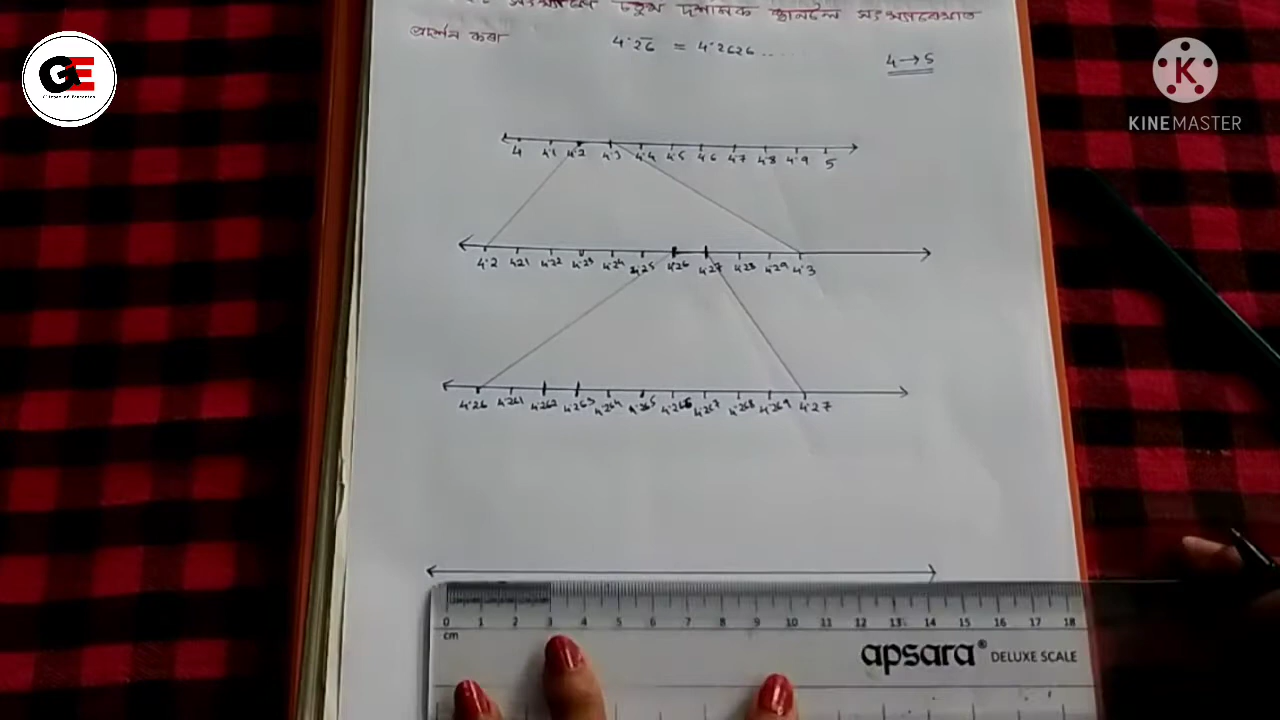 চতুৰ্থ দশমিক স্থানলৈ
কৰা 4.2̅6̅ = 4.2626.... 4→5
GE
KINEMASTER
4 4.1 4.2 4.3 4.4 4.5 4.6 4.7 4.8 4.9 5
4.2 4.21 4.22 4.23 4.24 4.25 4.26 4.27 4.28 4.29 4.3
4.26 4.261 4.262 4.263 4.264 4.265 4.266 4.267 4.268 4.269 4.27
0 1 2 3 4 5 6 7 8 9 10 11 12 13 14 15 16 17 18
cm
apsara® DELUXE SCALE